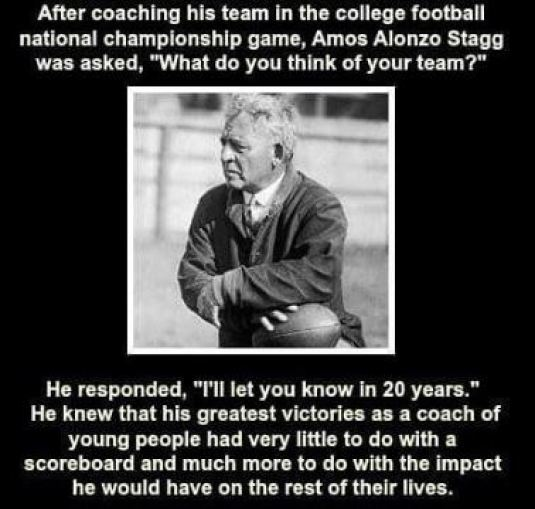 After coaching his team in the college football
national championship game, Amos Alonzo Stagg
was asked, "What do you think of your team?"
He responded, "I'll let you know in 20 years."
He knew that his greatest victories as a coach of
young people had very little to do with a
scoreboard and much more to do with the impact
he would have on the rest of their lives.